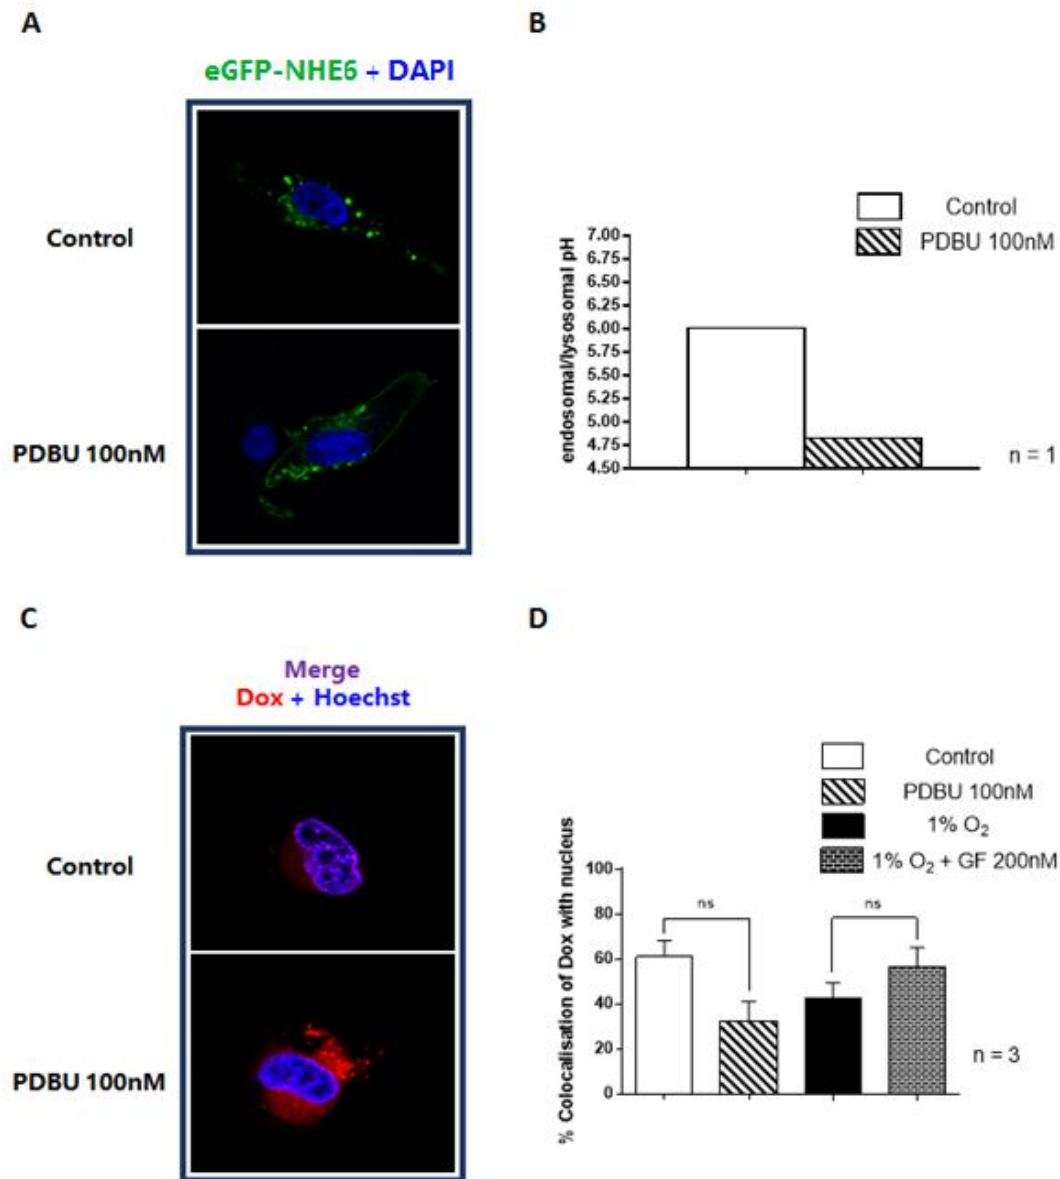 A
eGFP-NHE6 + DAPI
Control
PDBU 100nM
B
Control
PDBU 100nM
endosomal/lysosomal pH
7.00
6.75
6.50
6.25
6.00
5.75
5.50
5.25
5.00
4.75
4.50
n = 1
C
Merge
Dox + Hoechst
Control
PDBU 100nM
D
Control
PDBU 100nM
1% O₂
1% O₂ + GF 200nM
% Colocalisation of Dox with nucleus
100
80
60
40
20
0
ns
ns
n = 3